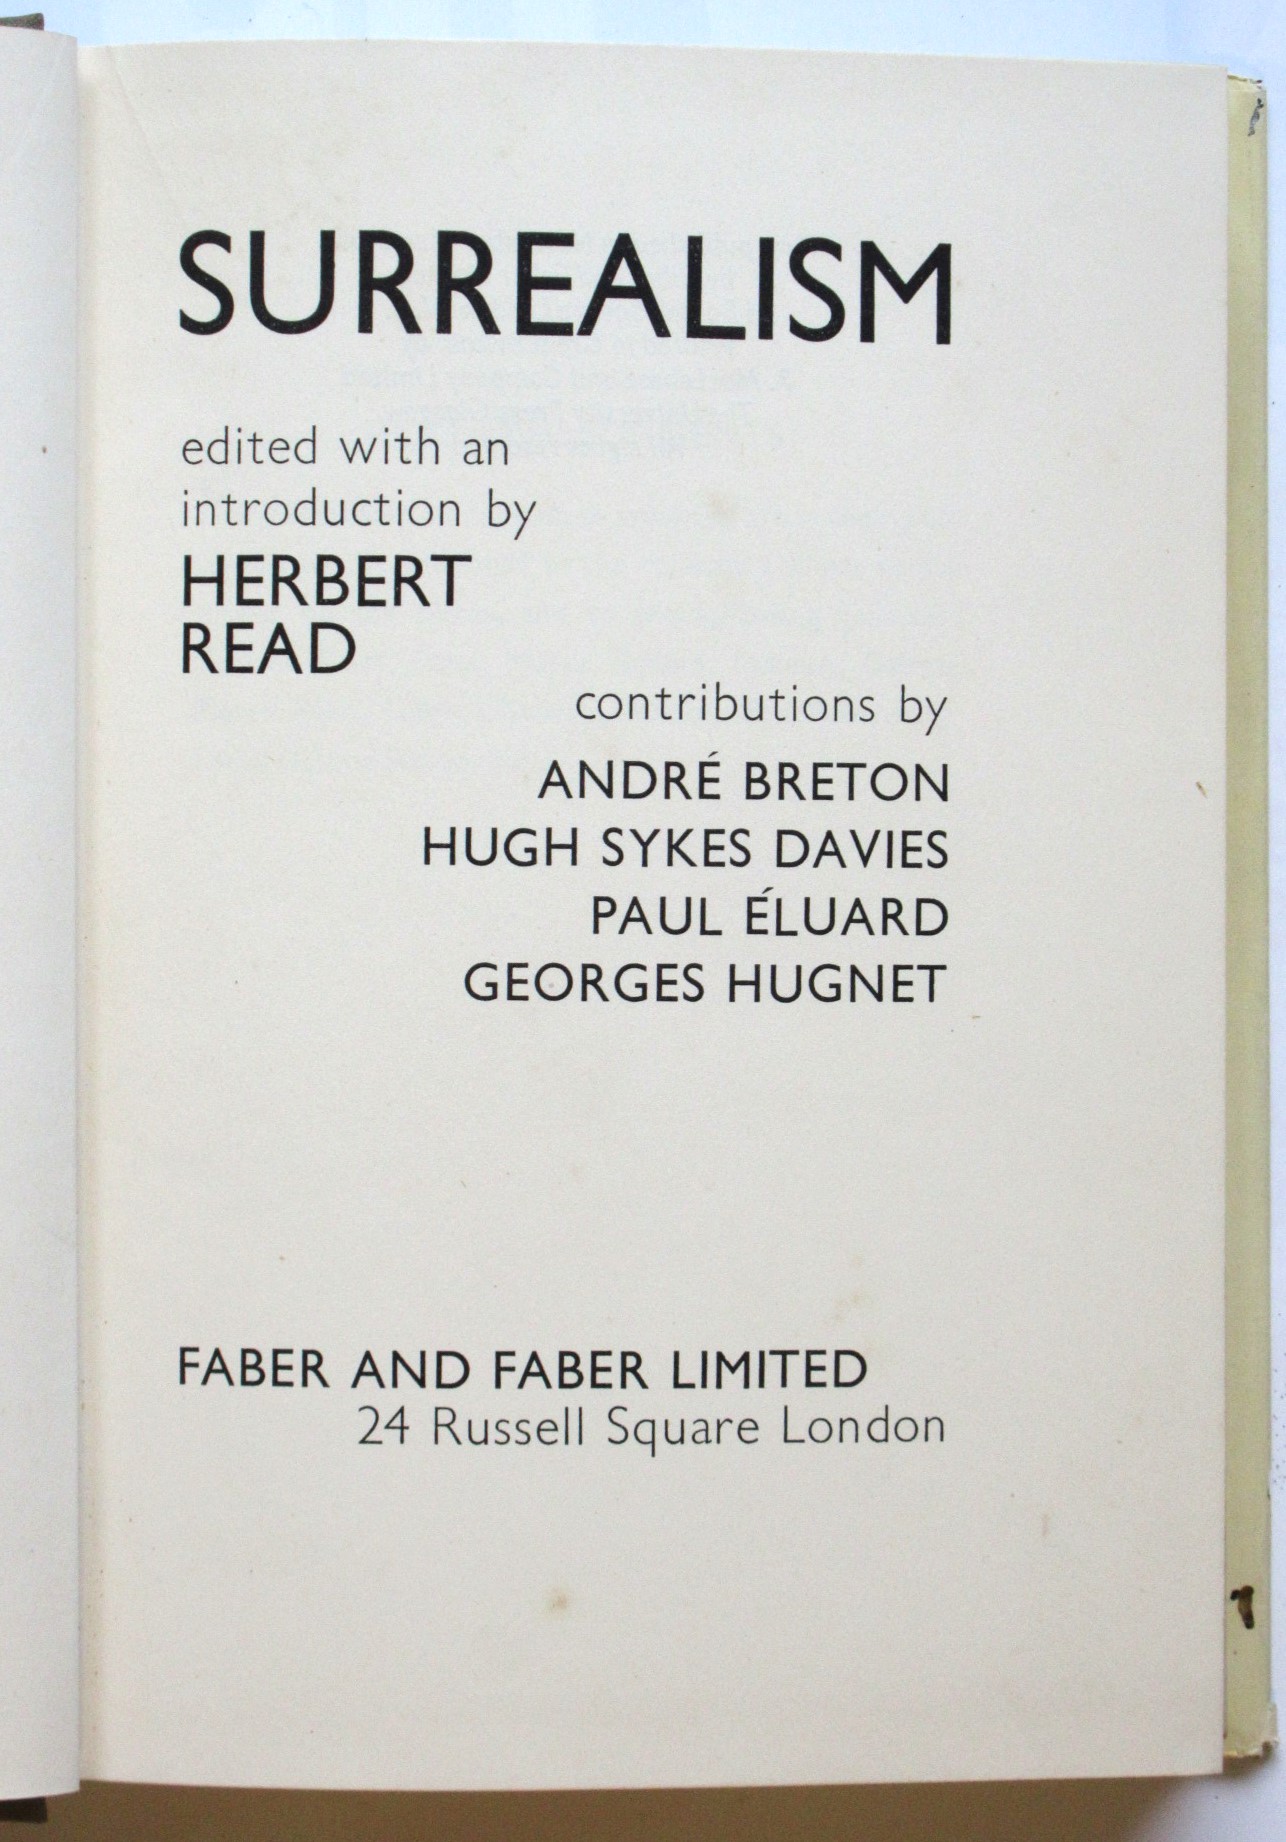 SURREALISM
edited with an
introduction by
HERBERT
READ
contributions by
ANDRÉ BRETON
HUGH SYKES DAVIES
PAUL ÉLUARD
GEORGES HUGNET
FABER AND FABER LIMITED
24 Russell Square London